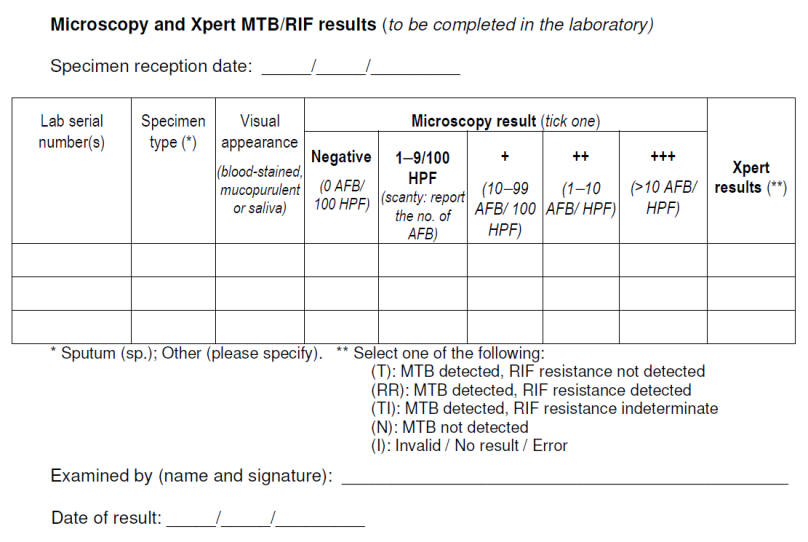 Microscopy and Xpert MTB/RIF results (to be completed in the laboratory)
Specimen reception date: _____/_____/_________
Lab serial
number(s)
Specimen
type (*)
Visual
appearance
(blood-stained,
mucopurulent
or saliva)
Microscopy result (tick one)
Negative
(0 AFB/
100 HPF)
1–9/100
HPF
(scanty: report
the no. of
AFB)
+
(10–99
AFB/ 100
HPF)
++
(1–10
AFB/ HPF)
+++
(>10 AFB/
HPF)
Xpert
results (**)
* Sputum (sp.); Other (please specify). ** Select one of the following:
(T): MTB detected, RIF resistance not detected
(RR): MTB detected, RIF resistance detected
(TI): MTB detected, RIF resistance indeterminate
(N): MTB not detected
(I): Invalid / No result / Error
Examined by (name and signature): _____________________________________________
Date of result: _____/_____/_________